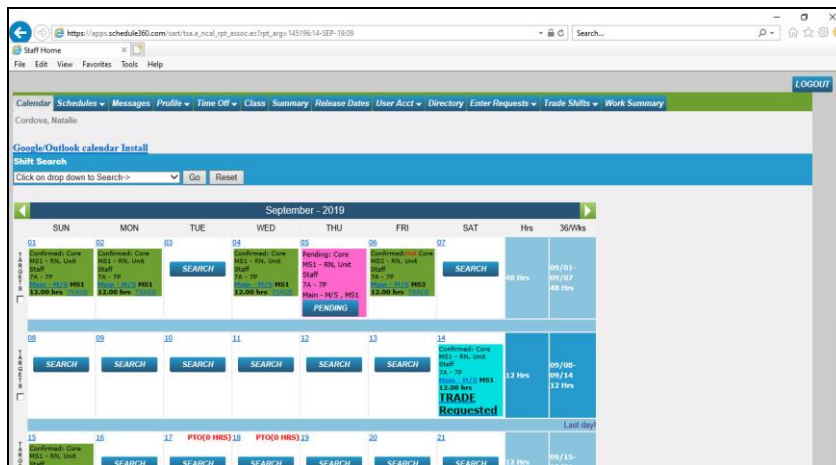 https://apps.schedule360.com/sart/tsa.a_ncal_rpt_assoc.ec?rpt_arg=145196:14-SEP-19:09
Search...
Staff Home
File Edit View Favorites Tools Help
LOGOUT
Calendar Schedules Messages Profile Time Off Class Summary Release Dates User Acct Directory Enter Requests Trade Shifts Work Summary
Cordova, Natalie
Google/Outlook calendar Install
Shift Search
Click on drop down to Search-> Go Reset
September - 2019
SUN MON TUE WED THU FRI SAT Hrs 36/Wks
01 02 03 04 05 06 07
TARGETS
Confirmed: Core
MS1 - RN, Unit
Staff
7A - 7P
Main - M/S MS1
12.00 hrs TRADE
Confirmed: Core
MS1 - RN, Unit
Staff
7A - 7P
Main - M/S MS1
12.00 hrs TRADE
SEARCH
Confirmed: Core
MS1 - RN, Unit
Staff
7A - 7P
Main - M/S MS1
12.00 hrs TRADE
Pending: Core
MS1 - RN, Unit
Staff
7A - 7P
Main - M/S , MS1
PENDING
Confirmed: Core
MS1 - RN, Unit
Staff
7A - 7P
Main - M/S MS3
12.00 hrs TRADE
SEARCH
48 Hrs
09/01-
09/07
48 Hrs
08 09 10 11 12 13 14
TARGETS
SEARCH SEARCH SEARCH SEARCH SEARCH SEARCH
Confirmed: Core
MS1 - RN, Unit
Staff
7A - 7P
Main - M/S MS1
12.00 hrs
TRADE
Requested
12 Hrs
09/08-
09/14
12 Hrs
Last day!
15 16 17 PTO(0 HRS) 18 PTO(0 HRS) 19 20 21
Confirmed: Core
MS1 - RN, Unit
Staff
SEARCH SEARCH SEARCH SEARCH SEARCH SEARCH
12 Hrs
09/15-